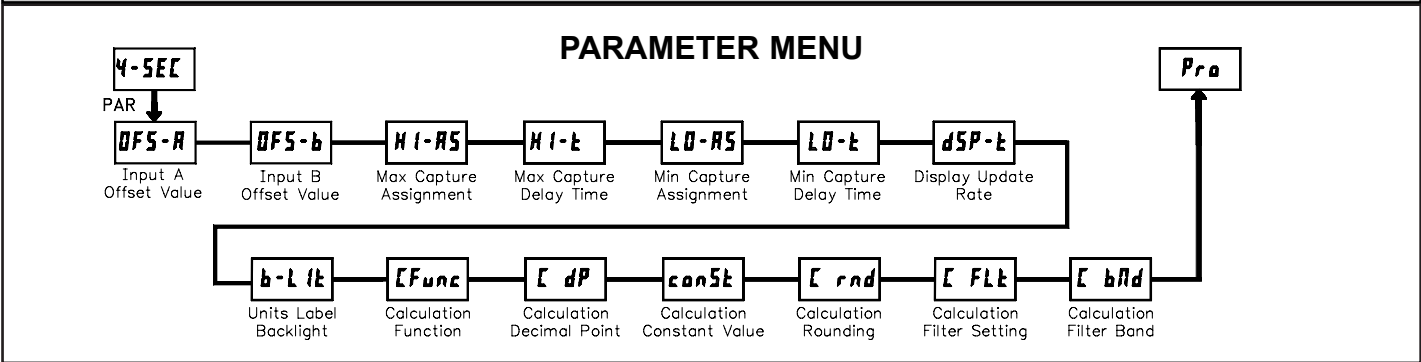 PARAMETER MENU
4-SEC
Pro
PAR
OFS-A
Input A
Offset Value
OFS-b
Input B
Offset Value
HI-AS
Max Capture
Assignment
HI-t
Max Capture
Delay Time
LO-AS
Min Capture
Assignment
LO-t
Min Capture
Delay Time
dSP-t
Display Update
Rate
b-LIt
Units Label
Backlight
CFunc
Calculation
Function
C dP
Calculation
Decimal Point
conSt
Calculation
Constant Value
C rnd
Calculation
Rounding
C FLt
Calculation
Filter Setting
C bNd
Calculation
Filter Band